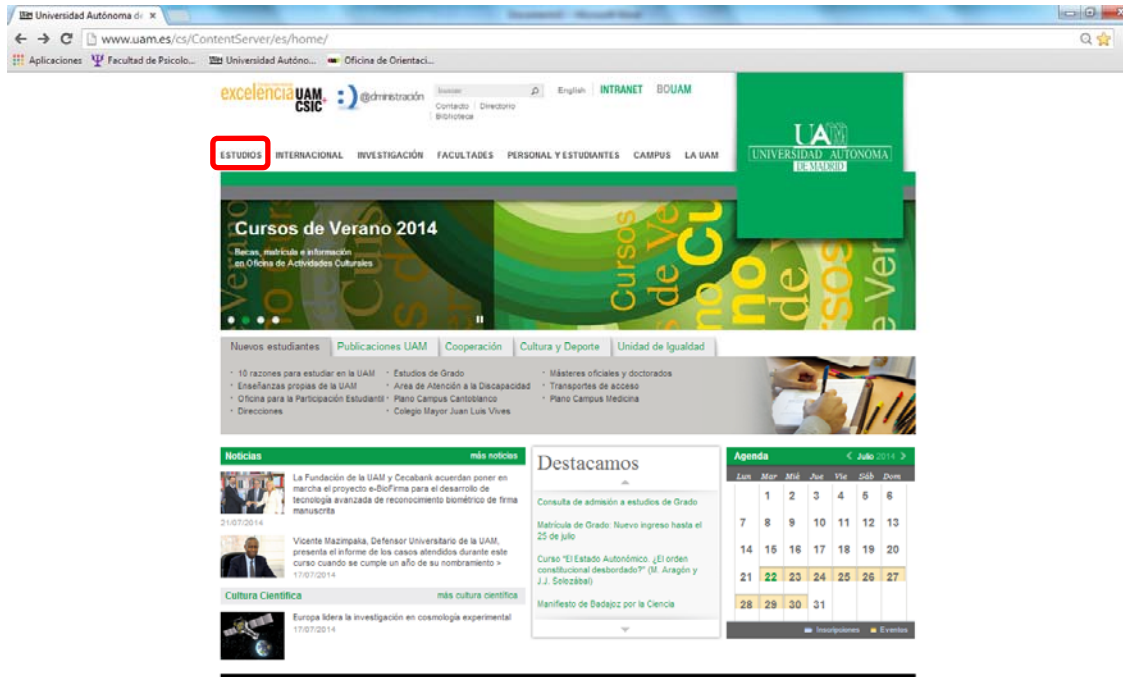 Universidad Autónoma de
www.uam.es/cs/ContentServer/es/home/
Aplicaciones Facultad de Psicolo... Universidad Autóno... Oficina de Orientaci...
excelencia UAM CSIC @dministración buscar English INTRANET BOUAM
Contacto Directorio
Biblioteca
ESTUDIOS INTERNACIONAL INVESTIGACIÓN FACULTADES PERSONAL Y ESTUDIANTES CAMPUS LA UAM
UAM
UNIVERSIDAD AUTONOMA
DE MADRID
Cursos de Verano 2014
Becas, matrícula e información
en Oficina de Actividades Culturales
Nuevos estudiantes Publicaciones UAM Cooperación Cultura y Deporte Unidad de Igualdad
10 razones para estudiar en la UAM Estudios de Grado Másteres oficiales y doctorados
Enseñanzas propias de la UAM Area de Atención a la Discapacidad Transportes de acceso
Oficina para la Participación Estudiantil Plano Campus Cantoblanco Plano Campus Medicina
Direcciones Colegio Mayor Juan Luis Vives
Noticias más noticias
La Fundación de la UAM y Cecabank acuerdan poner en
marcha el proyecto e-BioFirma para el desarrollo de
tecnología avanzada de reconocimiento biométrico de firma
manuscrita
21/07/2014
Vicente Mazimpaka, Defensor Universitario de la UAM,
presenta el informe de los casos atendidos durante este
curso cuando se cumple un año de su nombramiento >
17/07/2014
Cultura Científica más cultura científica
Europa lidera la investigación en cosmología experimental
17/07/2014
Destacamos
Consulta de admisión a estudios de Grado
Matrícula de Grado: Nuevo ingreso hasta el
25 de julio
Curso "El Estado Autonómico. ¿El orden
constitucional desbordado?" (M. Aragón y
J.J. Solozábal)
Manifiesto de Badajoz por la Ciencia
Agenda < Julio 2014 >
Lun Mar Mié Jue Vie Sáb Dom
1 2 3 4 5 6
7 8 9 10 11 12 13
14 15 16 17 18 19 20
21 22 23 24 25 26 27
28 29 30 31
Inscripciones Eventos